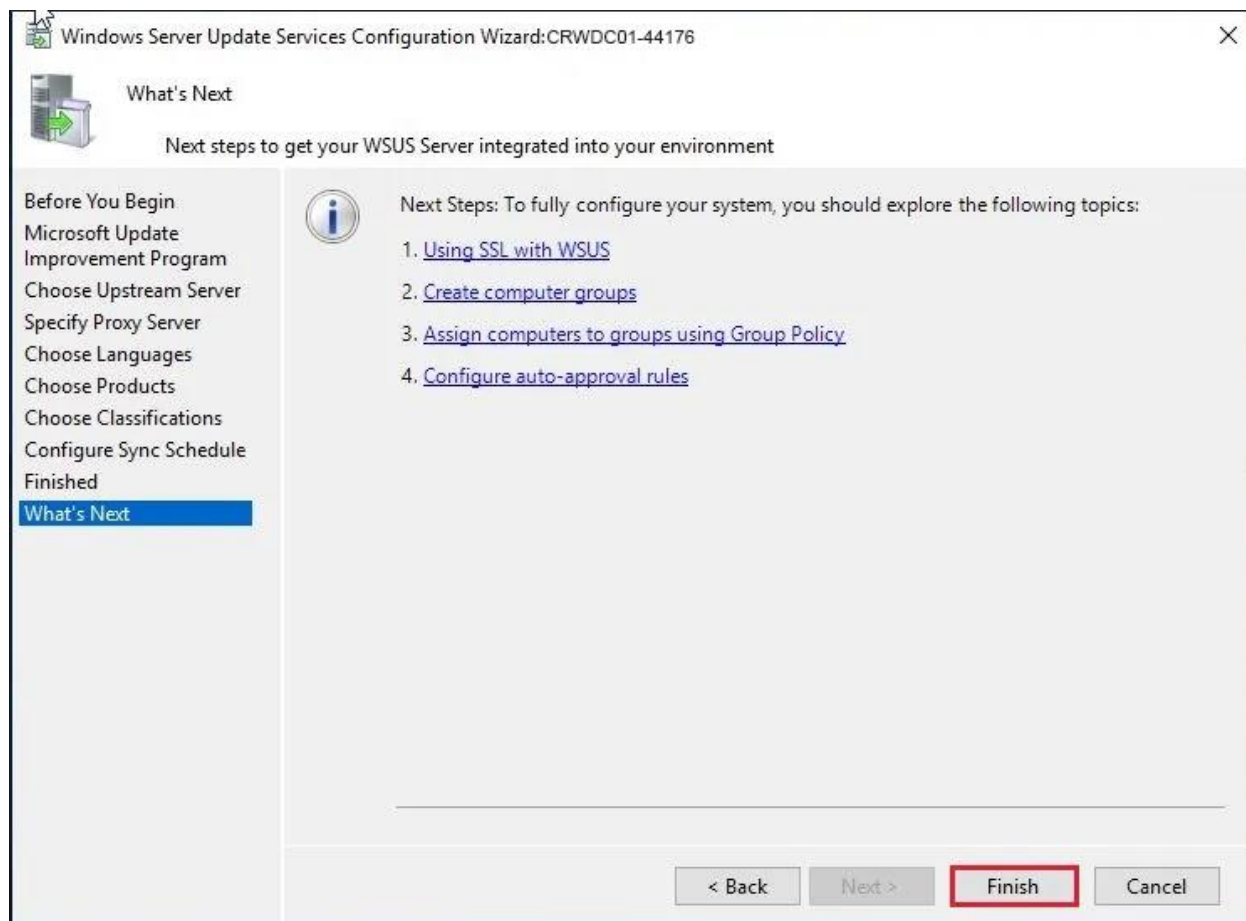 Windows Server Update Services Configuration Wizard:CRWDC01-44176
What's Next
Next steps to get your WSUS Server integrated into your environment
Before You Begin
Microsoft Update
Improvement Program
Choose Upstream Server
Specify Proxy Server
Choose Languages
Choose Products
Choose Classifications
Configure Sync Schedule
Finished
What's Next
Next Steps: To fully configure your system, you should explore the following topics:
1. Using SSL with WSUS
2. Create computer groups
3. Assign computers to groups using Group Policy
4. Configure auto-approval rules
< Back
Next >
Finish
Cancel